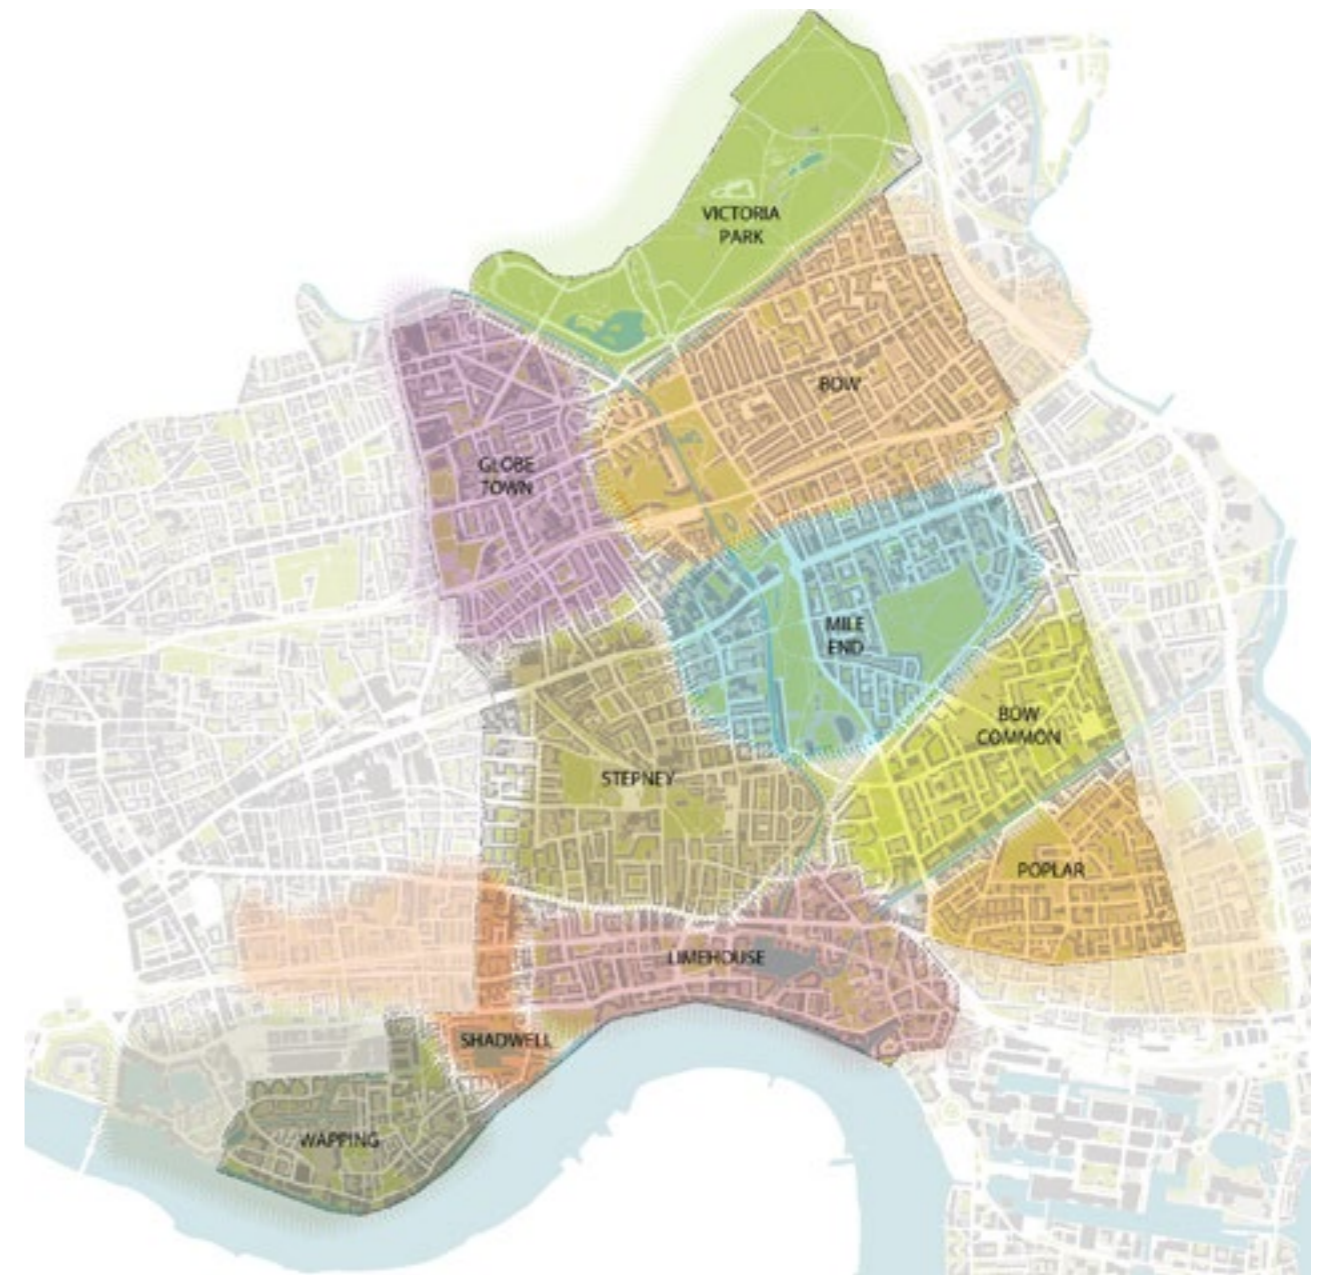 VICTORIA
PARK
BOW
GLOBE
TOWN
MILE
END
BOW
COMMON
STEPNEY
POPLAR
LIMEHOUSE
SHADWELL
WAPPING